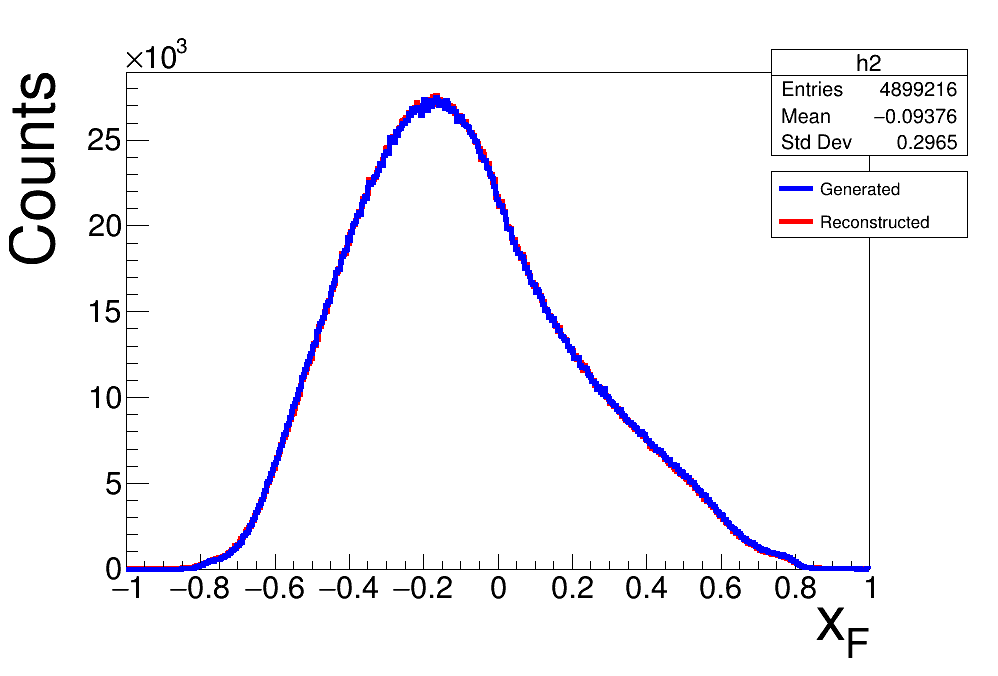 ×10³
Counts
25
20
15
10
5
0
−1 −0.8 −0.6 −0.4 −0.2 0 0.2 0.4 0.6 0.8 1
x_F
h2
Entries 4899216
Mean −0.09376
Std Dev 0.2965
Generated
Reconstructed